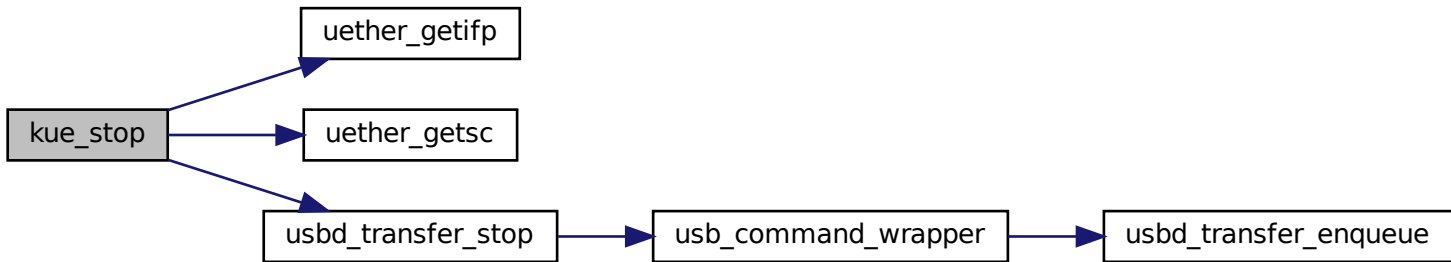 uether_getifp
kue_stop
uether_getsc
usbd_transfer_stop
usb_command_wrapper
usbd_transfer_enqueue